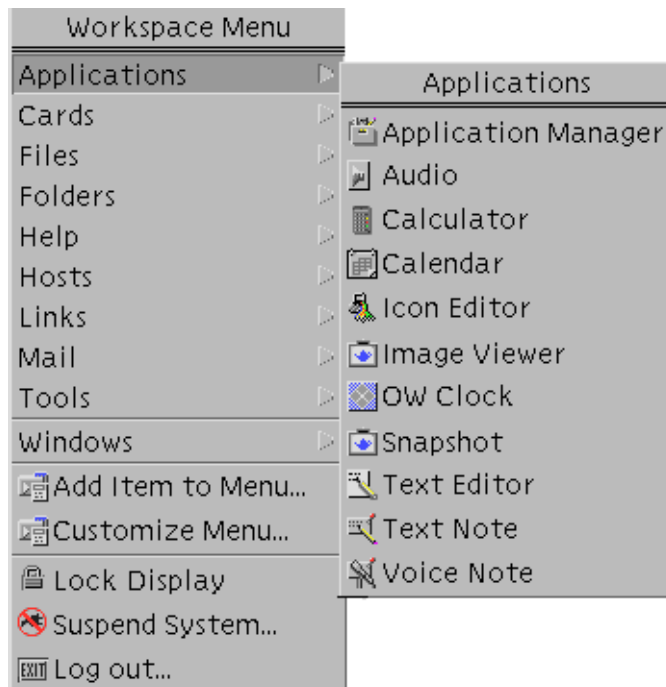 Workspace Menu
Applications
Cards
Files
Folders
Help
Hosts
Links
Mail
Tools
Windows
Add Item to Menu...
Customize Menu...
Lock Display
Suspend System...
EXIT Log out...
Applications
Application Manager
Audio
Calculator
Calendar
Icon Editor
Image Viewer
OW Clock
Snapshot
Text Editor
Text Note
Voice Note